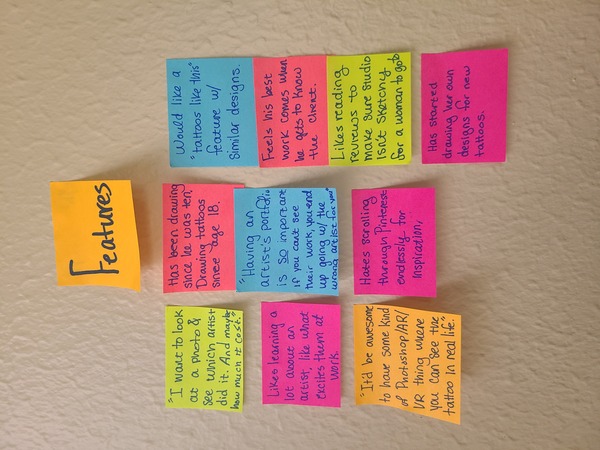 Features
"I want to look
at a photo &
see which artist
did it. And maybe
how much it cost."
Has been drawing
since he was ten.
Drawing tattoos
since age 18.
Would like a
"tattoos like this"
feature w/
similar designs.
Likes learning a
lot about an
artist, like what
excites them at
work.
"Having an
artist's portfolio
is SO important
if you can't see
their work, you end
up going w/ the
wrong artist for you"
Feels his best
work comes when
he gets to know
the client.
"It'd be awesome
to have some kind
of Photoshop/AR/
VR thing where
you can see the
tattoo in real life."
Hates scrolling
through Pinterest
endlessly for
inspiration.
Likes reading
reviews to
make sure studio
isn't sketchy
for a woman to go to
Has started
drawing her own
designs for new
tattoos.